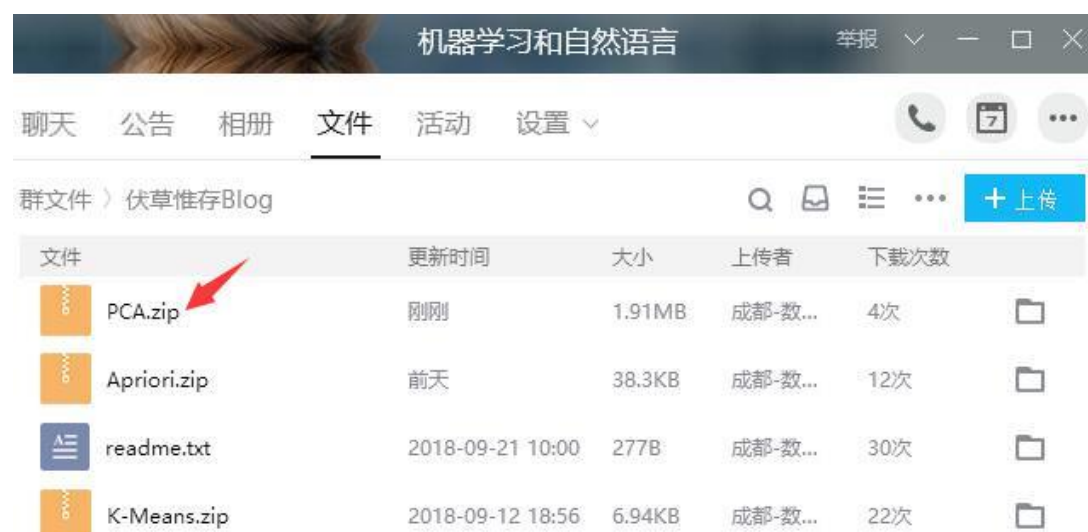 机器学习和自然语言 举报
聊天 公告 相册 文件 活动 设置 7
群文件 〉 伏草惟存Blog + 上传
文件 更新时间 大小 上传者 下载次数
PCA.zip 刚刚 1.91MB 成都-数... 4次
Apriori.zip 前天 38.3KB 成都-数... 12次
readme.txt 2018-09-21 10:00 277B 成都-数... 30次
K-Means.zip 2018-09-12 18:56 6.94KB 成都-数... 22次